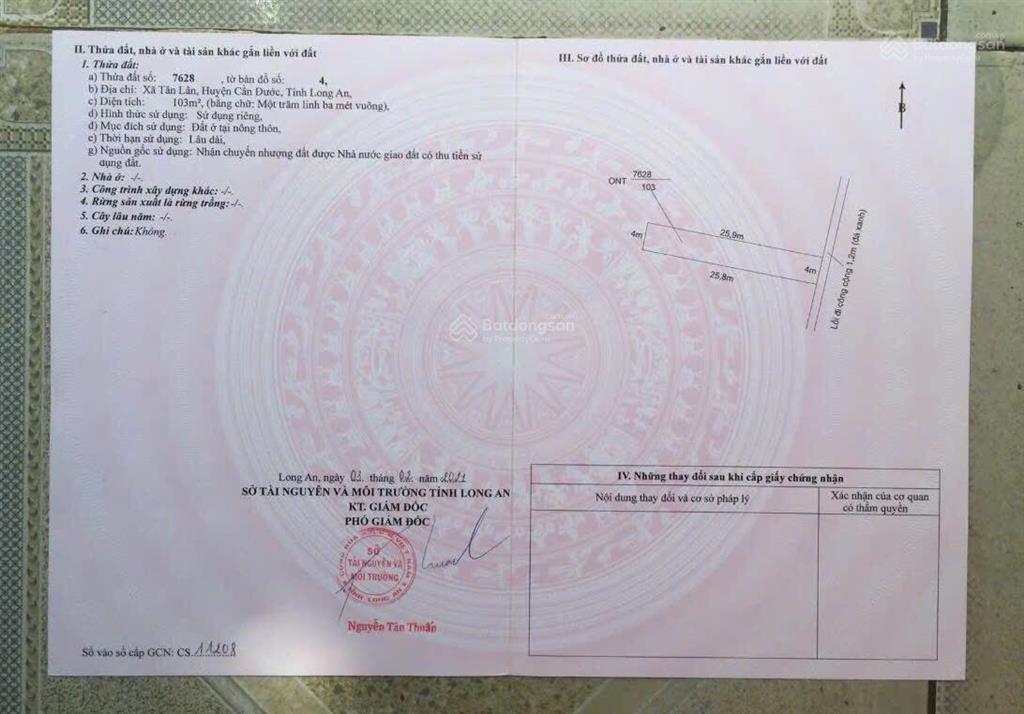 II. Thửa đất, nhà ở và tài sản khác gắn liền với đất
1. Thửa đất:
a) Thửa đất số: 7628 , tờ bản đồ số: 4,
b) Địa chỉ: Xã Tân Lân, Huyện Cần Đước, Tỉnh Long An,
c) Diện tích: 103m², (bằng chữ: Một trăm linh ba mét vuông),
d) Hình thức sử dụng: Sử dụng riêng,
đ) Mục đích sử dụng: Đất ở tại nông thôn,
e) Thời hạn sử dụng: Lâu dài,
g) Nguồn gốc sử dụng: Nhận chuyển nhượng đất được Nhà nước giao đất có thu tiền sử
dụng đất.
2. Nhà ở: -/-.
3. Công trình xây dựng khác: -/-.
4. Rừng sản xuất là rừng trồng: -/-.
5. Cây lâu năm: -/-.
6. Ghi chú: Không.
Long An, ngày 03 tháng 02 năm 2021
SỞ TÀI NGUYÊN VÀ MÔI TRƯỜNG TỈNH LONG AN
KT. GIÁM ĐỐC
PHÓ GIÁM ĐỐC
SỞ
TÀI NGUYÊN VÀ
MÔI TRƯỜNG
Nguyễn Tân Thuấn
Số vào sổ cấp GCN: CS 11208
III. Sơ đồ thửa đất, nhà ở và tài sản khác gắn liền với đất
B
ONT 7628
103
4m
25,9m
25,8m
4m
Lối đi công cộng 1,2m (đá xanh)
IV. Những thay đổi sau khi cấp giấy chứng nhận
Nội dung thay đổi và cơ sở pháp lý
Xác nhận của cơ quan
có thẩm quyền
Batdongsan
by PropertyGuru
Batdongsan